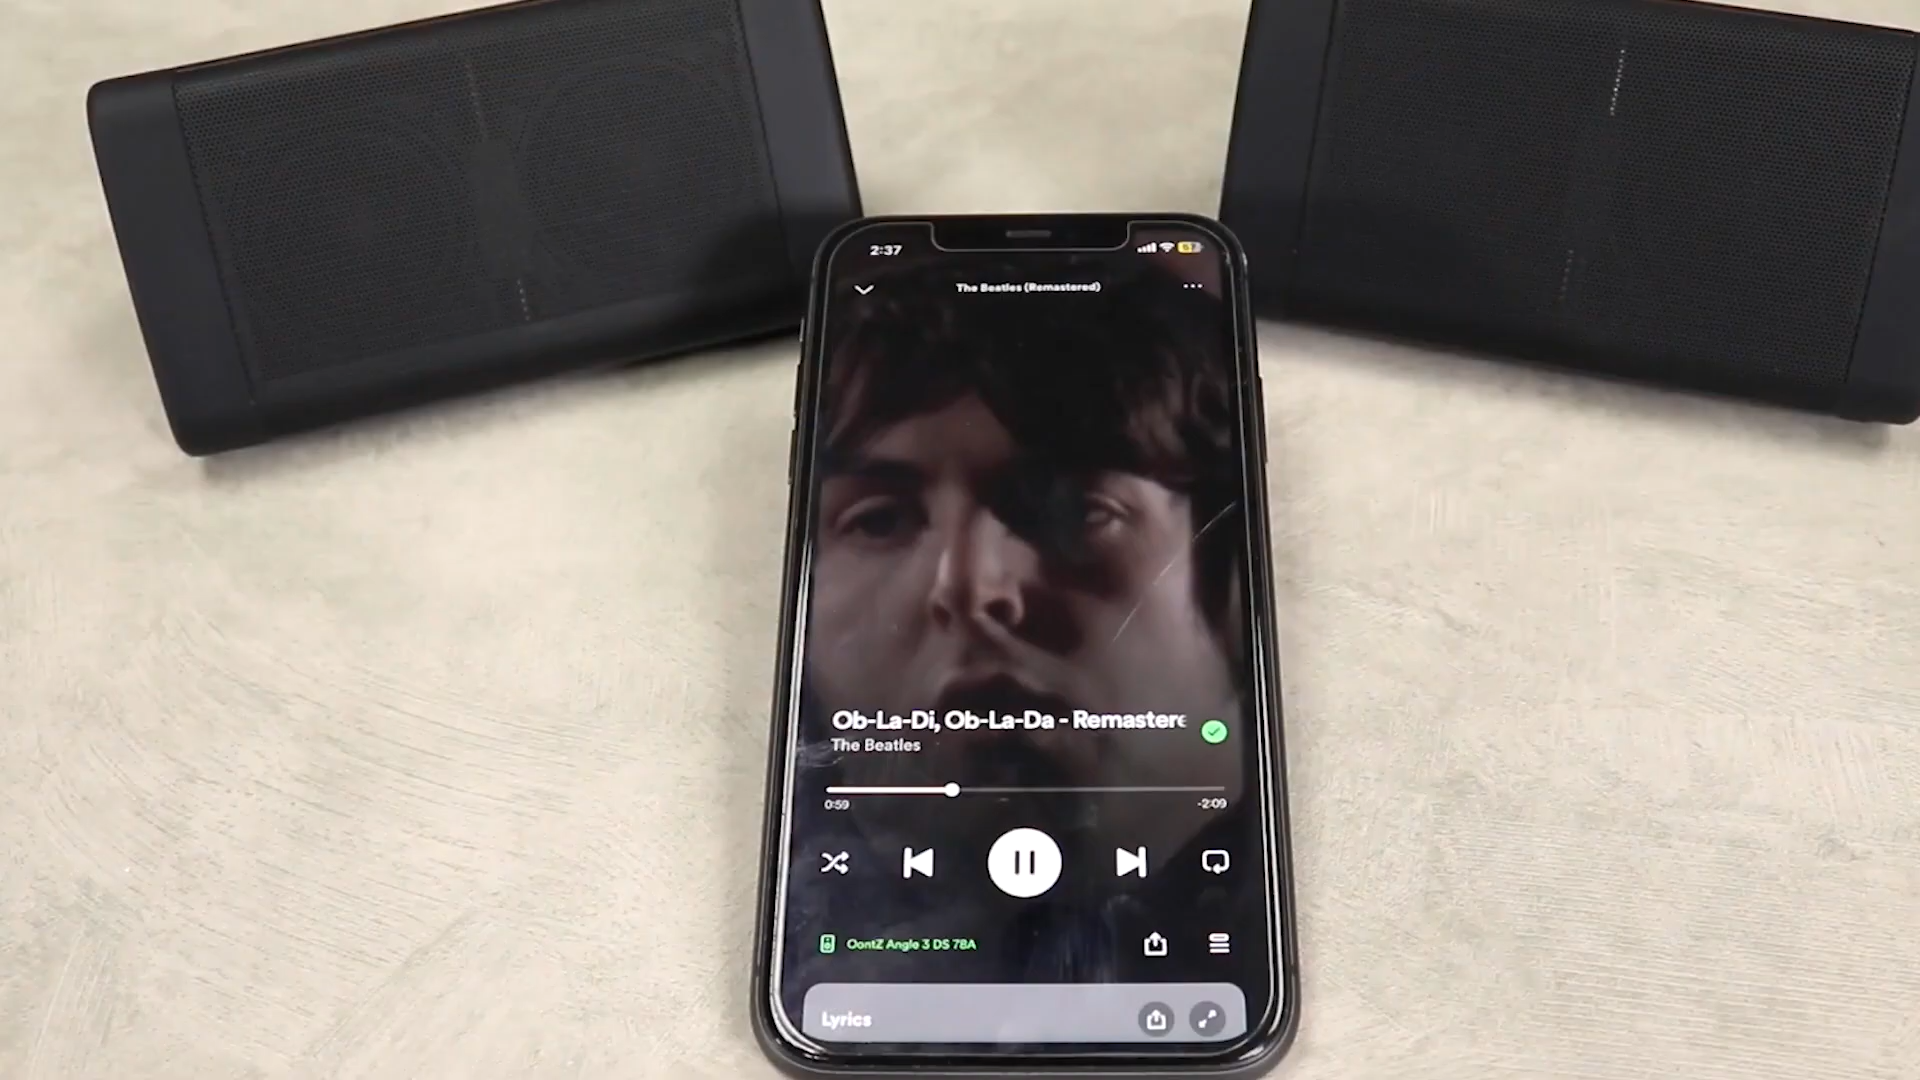 2:37
The Beatles (Remastered)
Ob-La-Di, Ob-La-Da - Remastere
The Beatles
0:59
-2:09
OontZ Angle 3 DS 78A
Lyrics